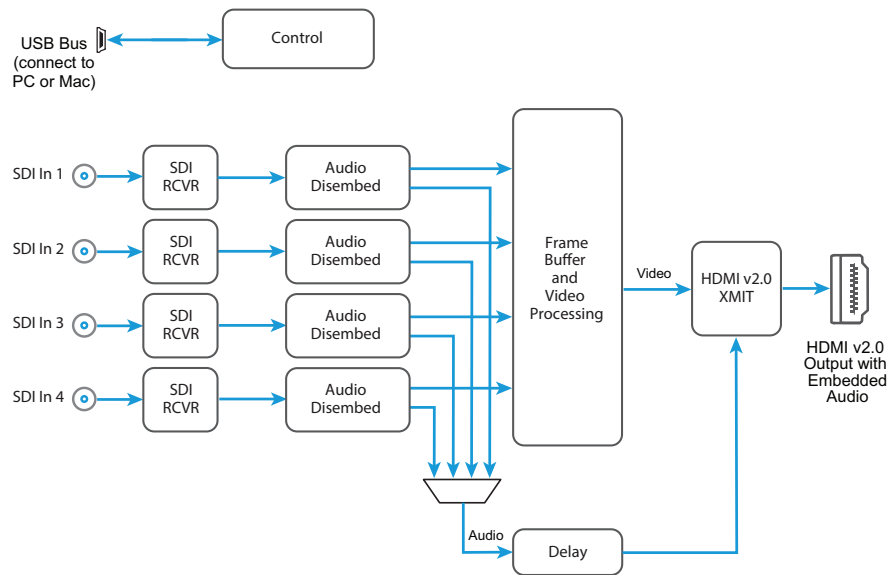 USB Bus
(connect to
PC or Mac)
Control
SDI In 1
SDI
RCVR
Audio
Disembed
SDI In 2
SDI
RCVR
Audio
Disembed
SDI In 3
SDI
RCVR
Audio
Disembed
SDI In 4
SDI
RCVR
Audio
Disembed
Frame
Buffer
and
Video
Processing
Video
HDMI v2.0
XMIT
HDMI v2.0
Output with
Embedded
Audio
Audio
Delay